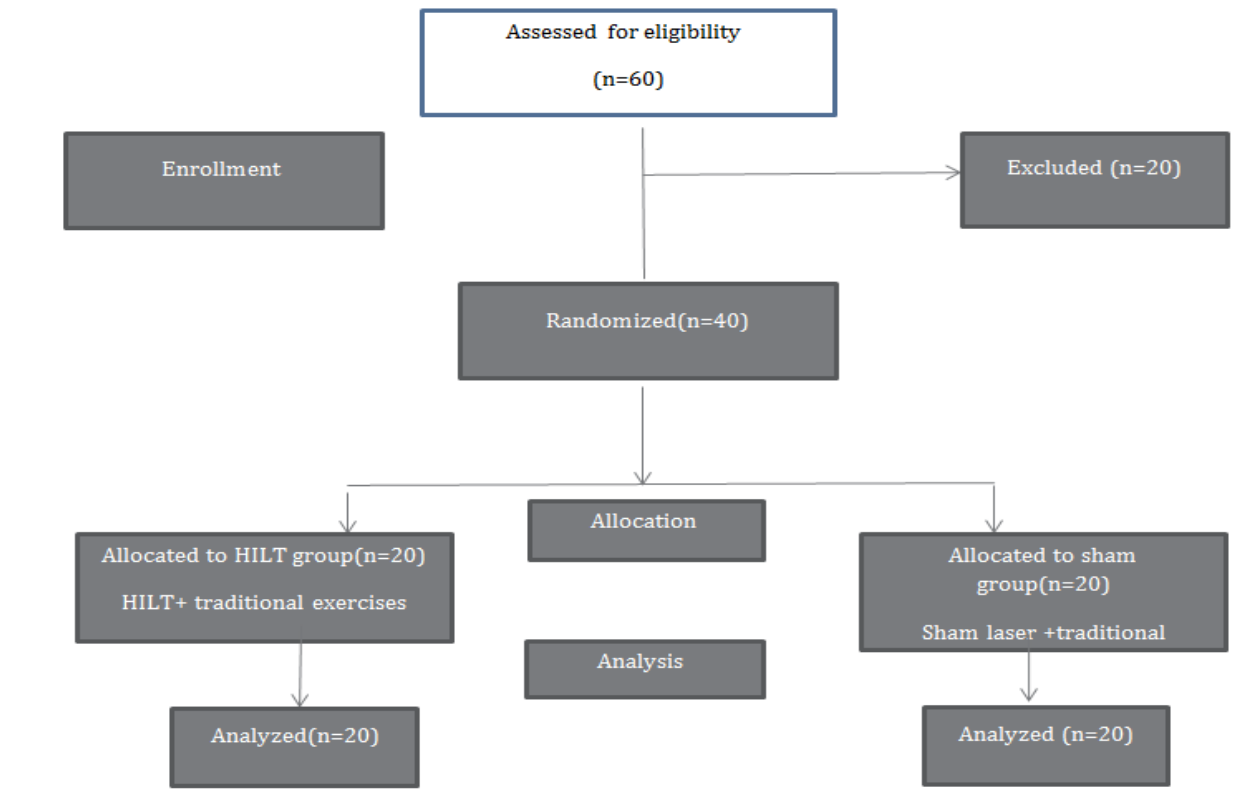 Assessed for eligibility
(n=60)
Enrollment
Excluded (n=20)
Randomized(n=40)
Allocation
Allocated to HILT group(n=20)
HILT+ traditional exercises
Allocated to sham
group(n=20)
Sham laser +traditional
Analysis
Analyzed(n=20)
Analyzed (n=20)